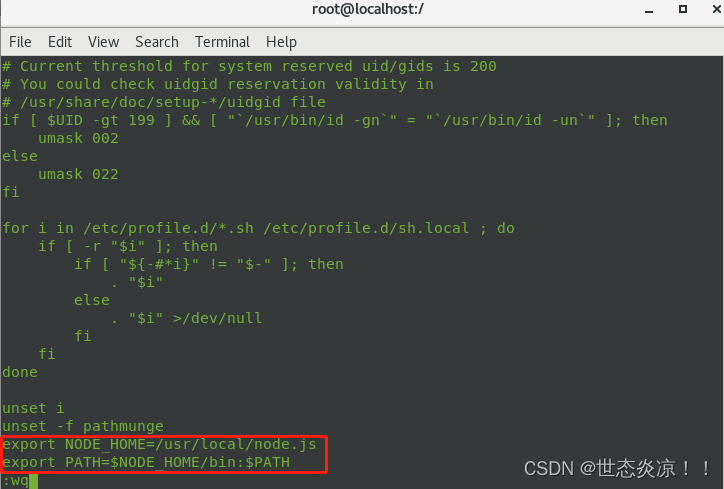 root@localhost:/
File Edit View Search Terminal Help
# Current threshold for system reserved uid/gids is 200
# You could check uidgid reservation validity in
# /usr/share/doc/setup-*/uidgid file
if [ $UID -gt 199 ] && [ "`/usr/bin/id -gn`" = "`/usr/bin/id -un`" ]; then
    umask 002
else
    umask 022
fi

for i in /etc/profile.d/*.sh /etc/profile.d/sh.local ; do
    if [ -r "$i" ]; then
        if [ "${-#*i}" != "$-" ]; then
            . "$i"
        else
            . "$i" >/dev/null
        fi
    fi
done

unset i
unset -f pathmunge
export NODE_HOME=/usr/local/node.js
export PATH=$NODE_HOME/bin:$PATH
:wq
CSDN @世态炎凉！！